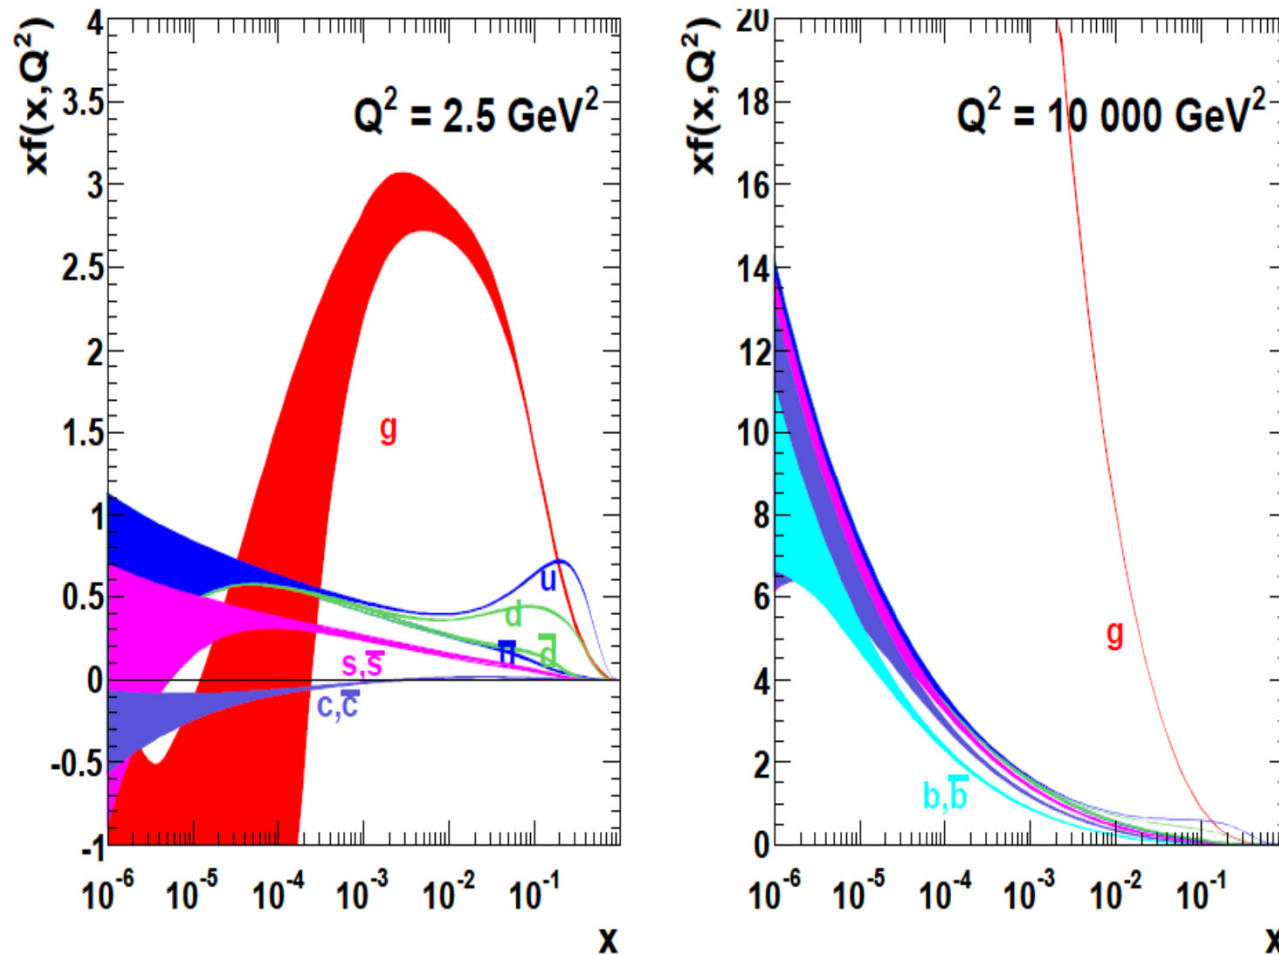 xf(x,Q²)
4
3.5
3
2.5
2
1.5
1
0.5
0
-0.5
-1
Q² = 2.5 GeV²
g
u
d
u̅ d̅
s,s̅
c,c̅
10⁻⁶ 10⁻⁵ 10⁻⁴ 10⁻³ 10⁻² 10⁻¹
x
xf(x,Q²)
20
18
16
14
12
10
8
6
4
2
0
Q² = 10 000 GeV²
g
b,b̅
10⁻⁶ 10⁻⁵ 10⁻⁴ 10⁻³ 10⁻² 10⁻¹
x